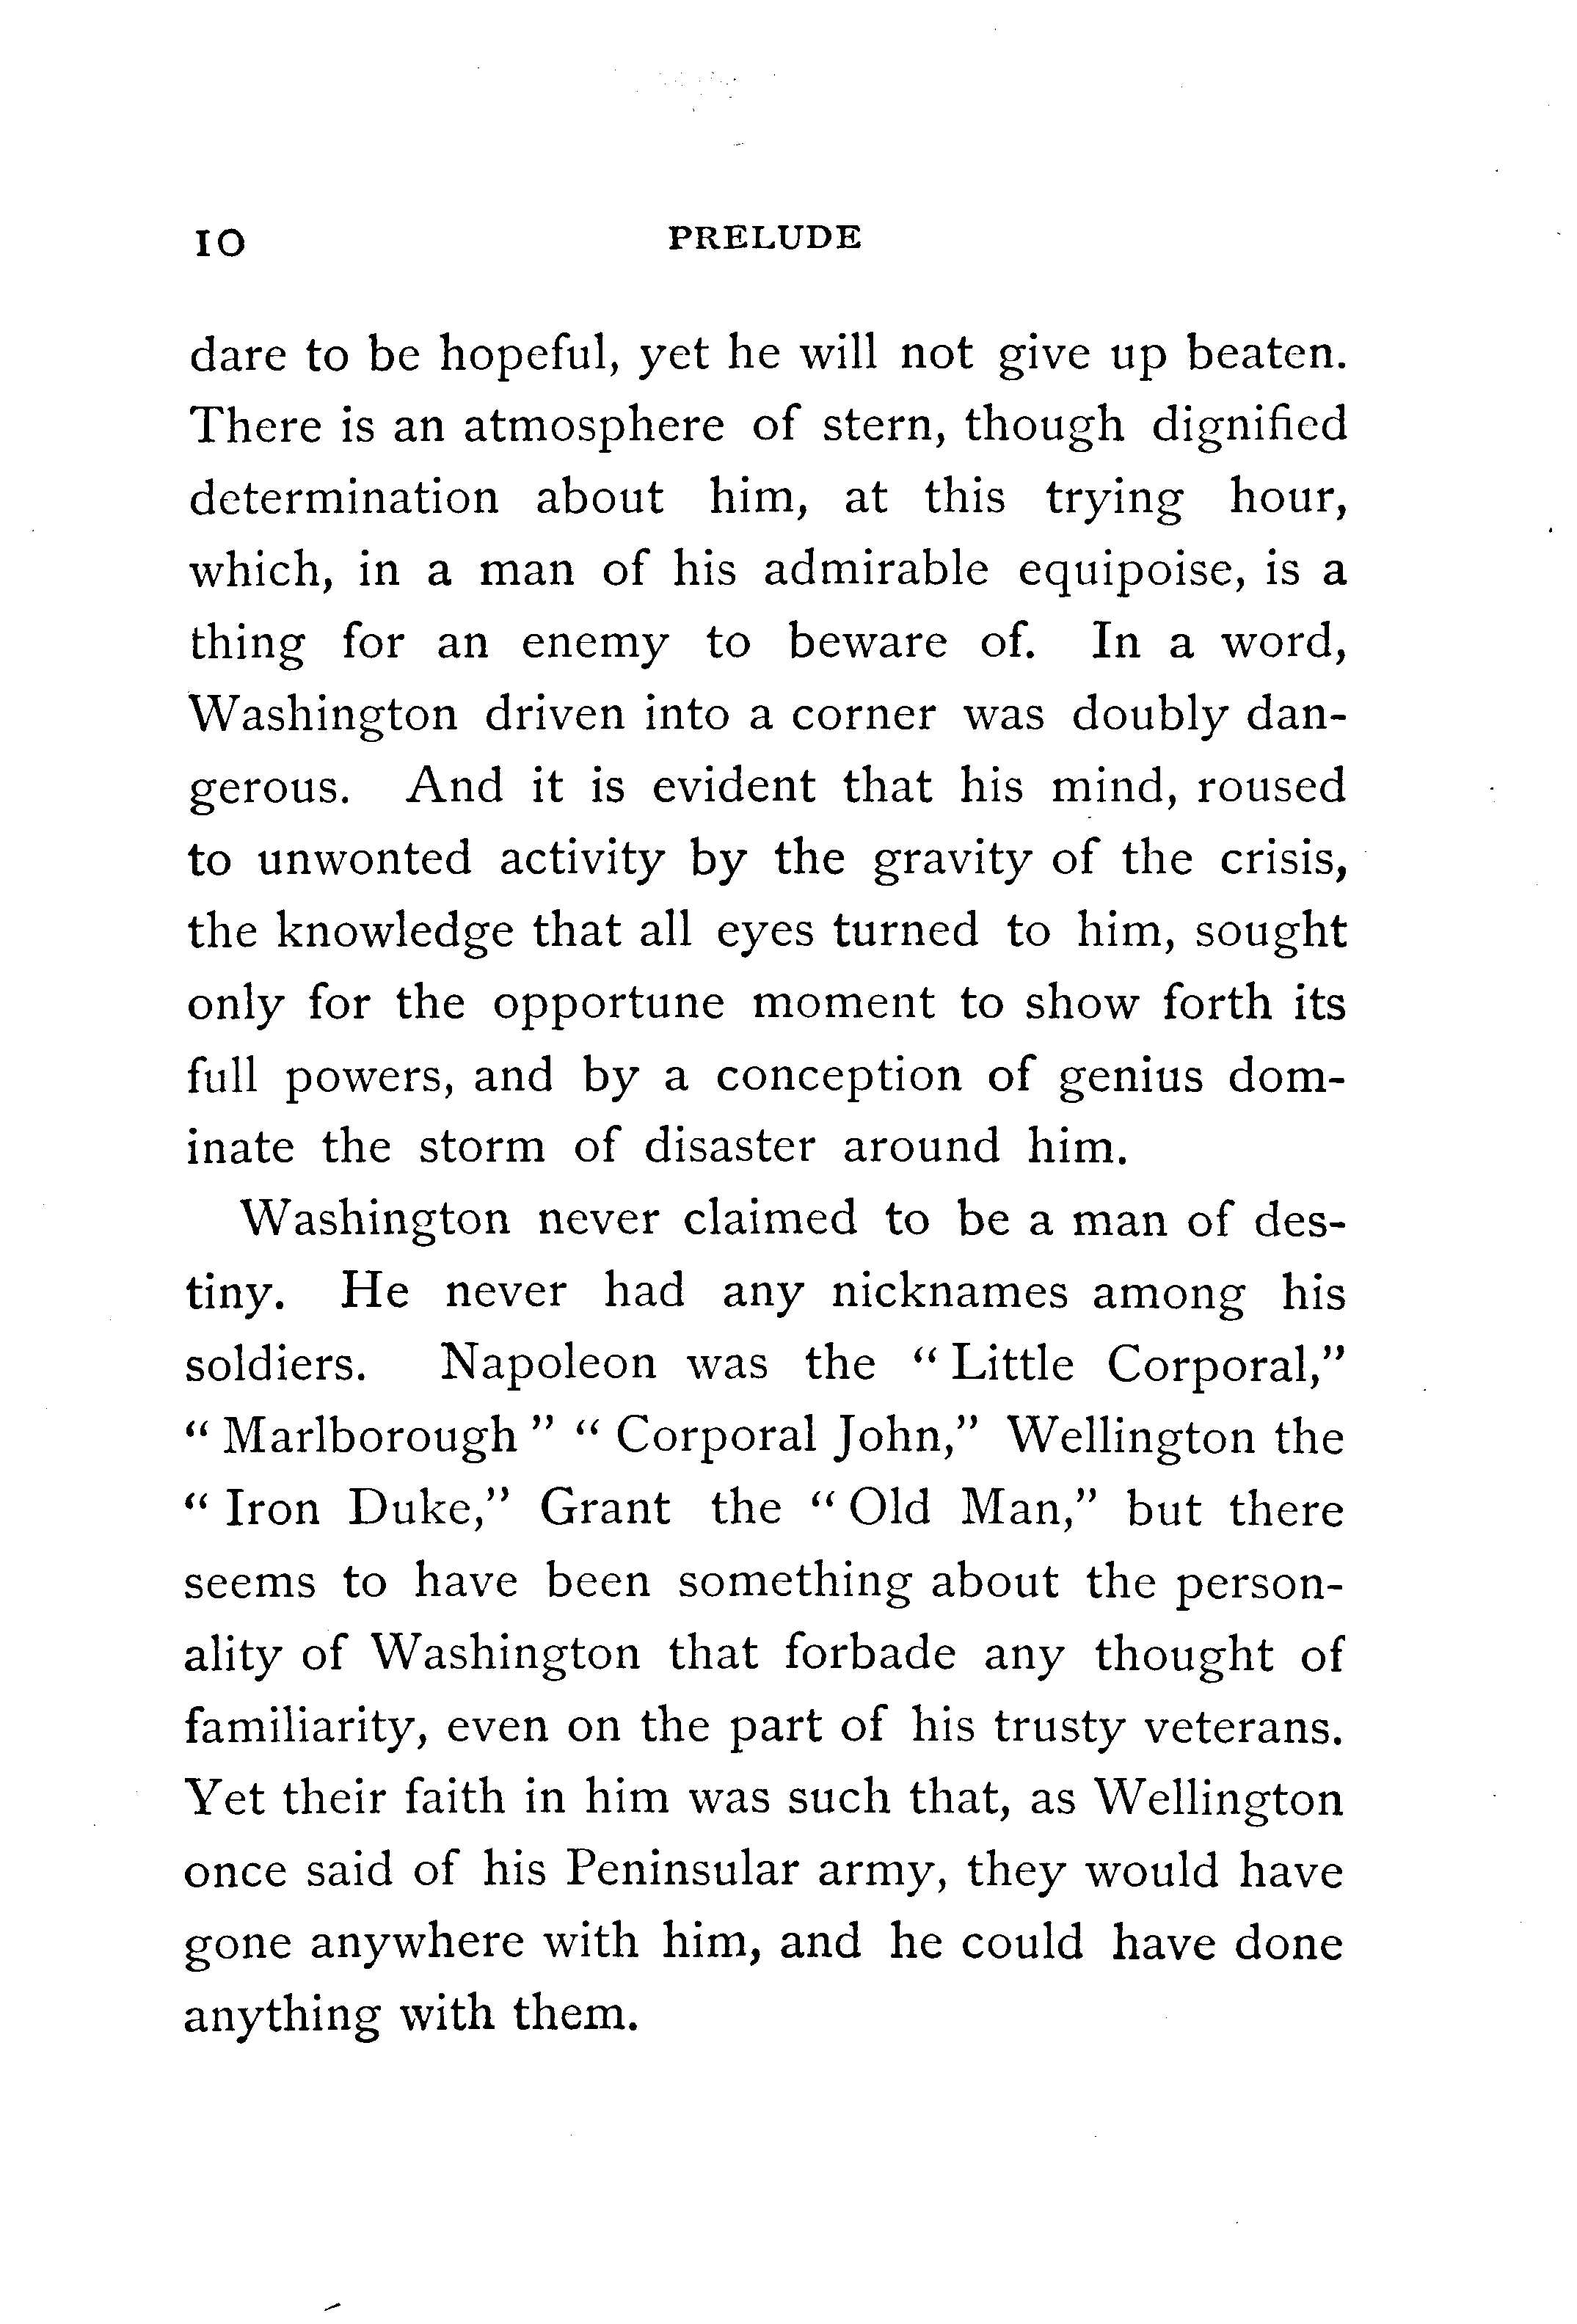 10 PRELUDE
dare to be hopeful, yet he will not give up beaten.
There is an atmosphere of stern, though dignified
determination about him, at this trying hour,
which, in a man of his admirable equipoise, is a
thing for an enemy to beware of. In a word,
Washington driven into a corner was doubly dan-
gerous. And it is evident that his mind, roused
to unwonted activity by the gravity of the crisis,
the knowledge that all eyes turned to him, sought
only for the opportune moment to show forth its
full powers, and by a conception of genius dom-
inate the storm of disaster around him.
Washington never claimed to be a man of des-
tiny. He never had any nicknames among his
soldiers. Napoleon was the " Little Corporal,"
" Marlborough " " Corporal John," Wellington the
" Iron Duke," Grant the " Old Man," but there
seems to have been something about the person-
ality of Washington that forbade any thought of
familiarity, even on the part of his trusty veterans.
Yet their faith in him was such that, as Wellington
once said of his Peninsular army, they would have
gone anywhere with him, and he could have done
anything with them.